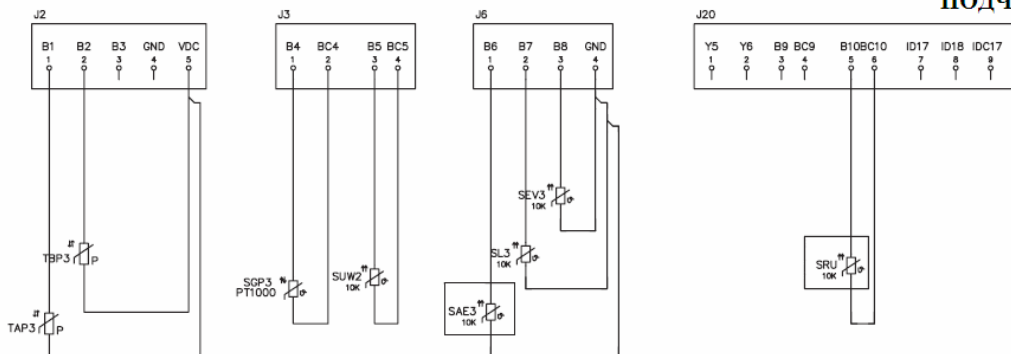 подч
J2
J3
J6
J20
B1 B2 B3 GND VDC
1 2 3 4 5
B4 BC4 B5 BC5
1 2 3 4
B6 B7 B8 GND
1 2 3 4
Y5 Y6 B9 BC9 B10 BC10 ID17 ID18 IDC17
1 2 3 4 5 6 7 8 9
SEV3
10K
TBP3 P
SL3
10K
SGP3
PT1000
SUW2
10K
SRU
10K
TAP3 P
SAE3
10K